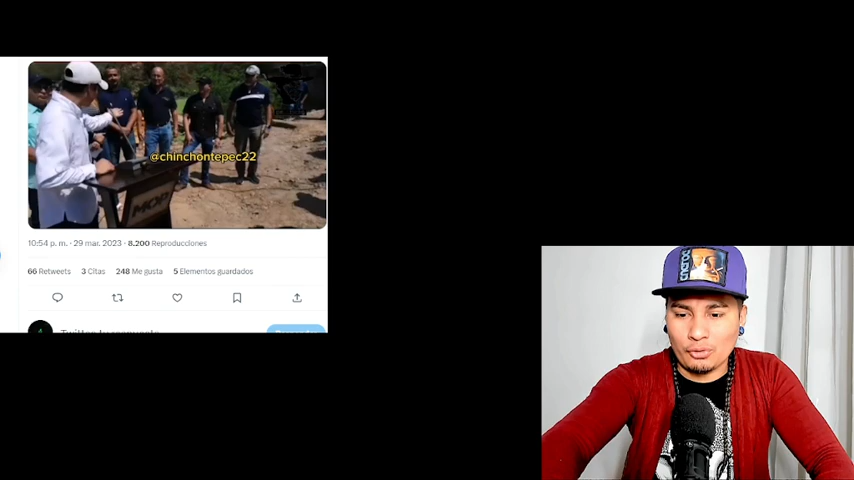 @chinchontepec22
MOP
10:54 p. m. · 29 mar. 2023 · 8.200 Reproducciones
66 Retweets 3 Citas 248 Me gusta 5 Elementos guardados